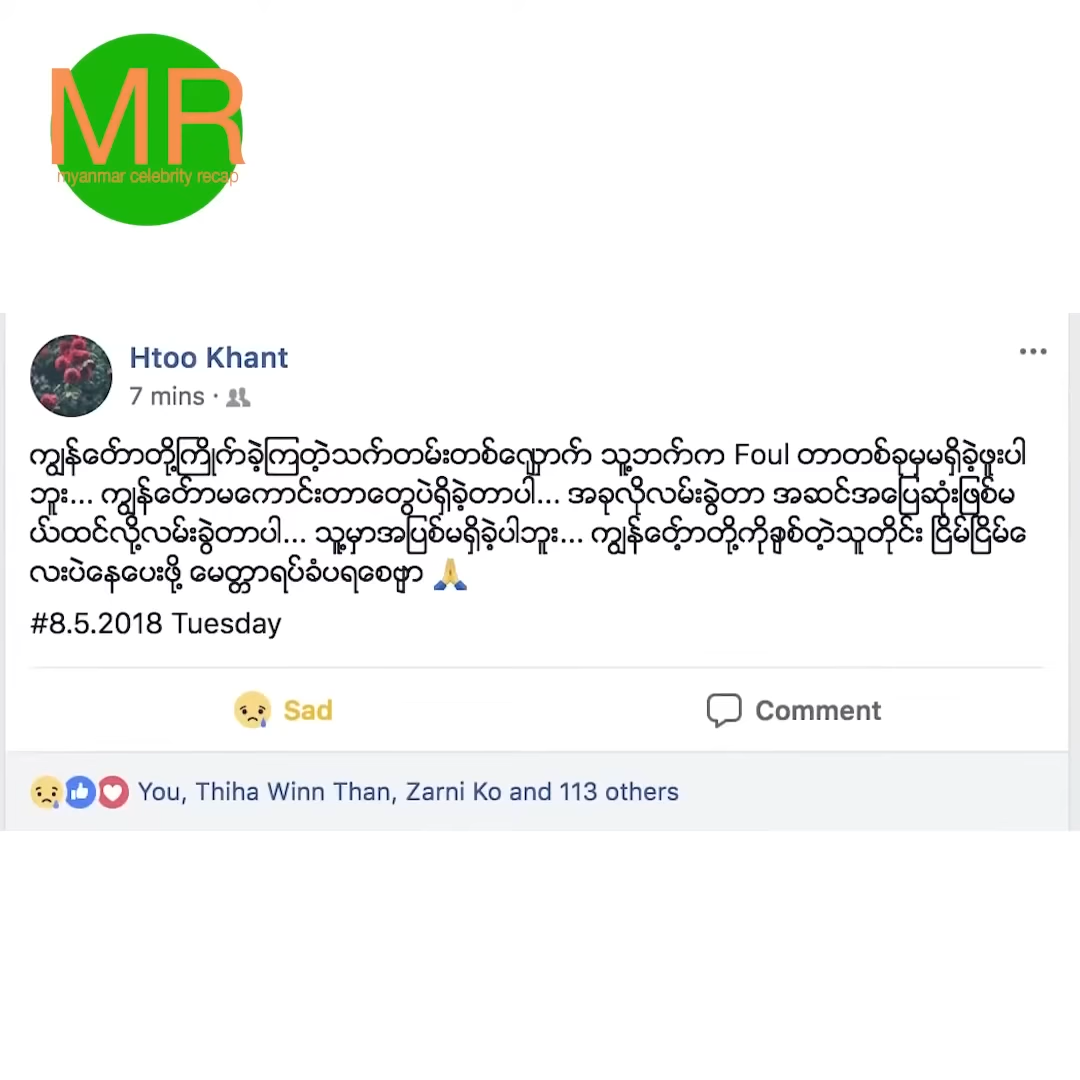 MR
myanmar celebrity recap
Htoo Khant
7 mins ·
ကျွန်တော်တို့ကြိုက်ခဲ့ကြတဲ့သက်တမ်းတစ်လျှောက် သူ့ဘက်က Foul တာတစ်ခုမှမရှိခဲ့ဖူးပါ
ဘူး... ကျွန်တော်မကောင်းတာတွေပဲရှိခဲ့တာပါ... အခုလိုလမ်းခွဲတာ အဆင်အပြေဆုံးဖြစ်မ
ယ်ထင်လို့လမ်းခွဲတာပါ... သူ့မှာအပြစ်မရှိခဲ့ပါဘူး... ကျွန်တော့်တို့ကိုချစ်တဲ့သူတိုင်း ငြိမ်ငြိမ်လေ
းပဲနေပေးဖို့ မေတ္တာရပ်ခံပရစေဗျာ 🙏
#8.5.2018 Tuesday
Sad
Comment
You, Thiha Winn Than, Zarni Ko and 113 others